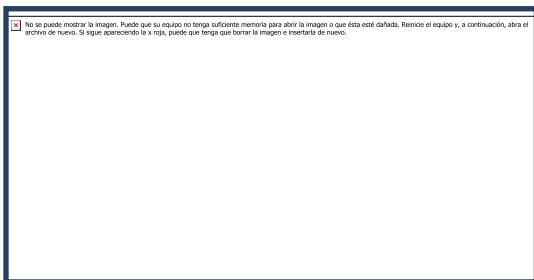 No se puede mostrar la imagen. Puede que su equipo no tenga suficiente memoria para abrir la imagen o que ésta esté dañada. Reinicie el equipo y, a continuación, abra el
archivo de nuevo. Si sigue apareciendo la x roja, puede que tenga que borrar la imagen e insertarla de nuevo.